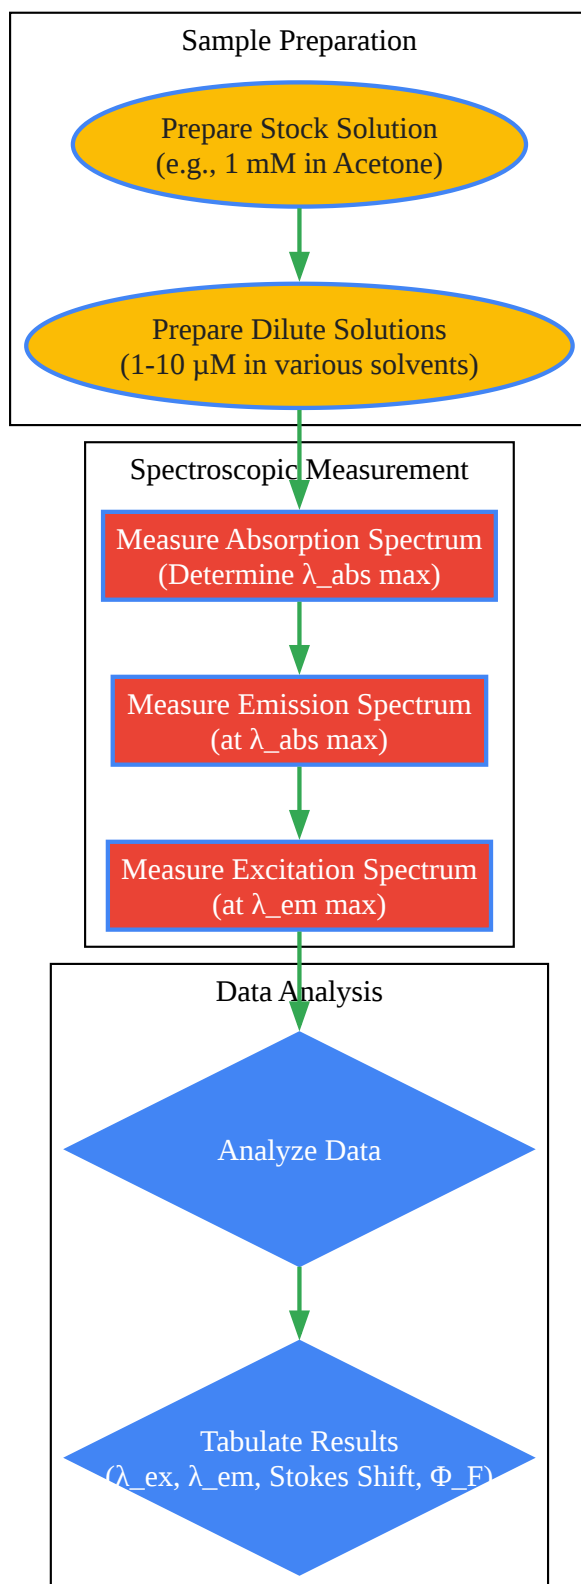 Sample Preparation
Prepare Stock Solution
(e.g., 1 mM in Acetone)
Prepare Dilute Solutions
(1-10 µM in various solvents)
Spectroscopic Measurement
Measure Absorption Spectrum
(Determine λ_abs max)
Measure Emission Spectrum
(at λ_abs max)
Measure Excitation Spectrum
(at λ_em max)
Data Analysis
Analyze Data
Tabulate Results
(λ_ex, λ_em, Stokes Shift, Φ_F)